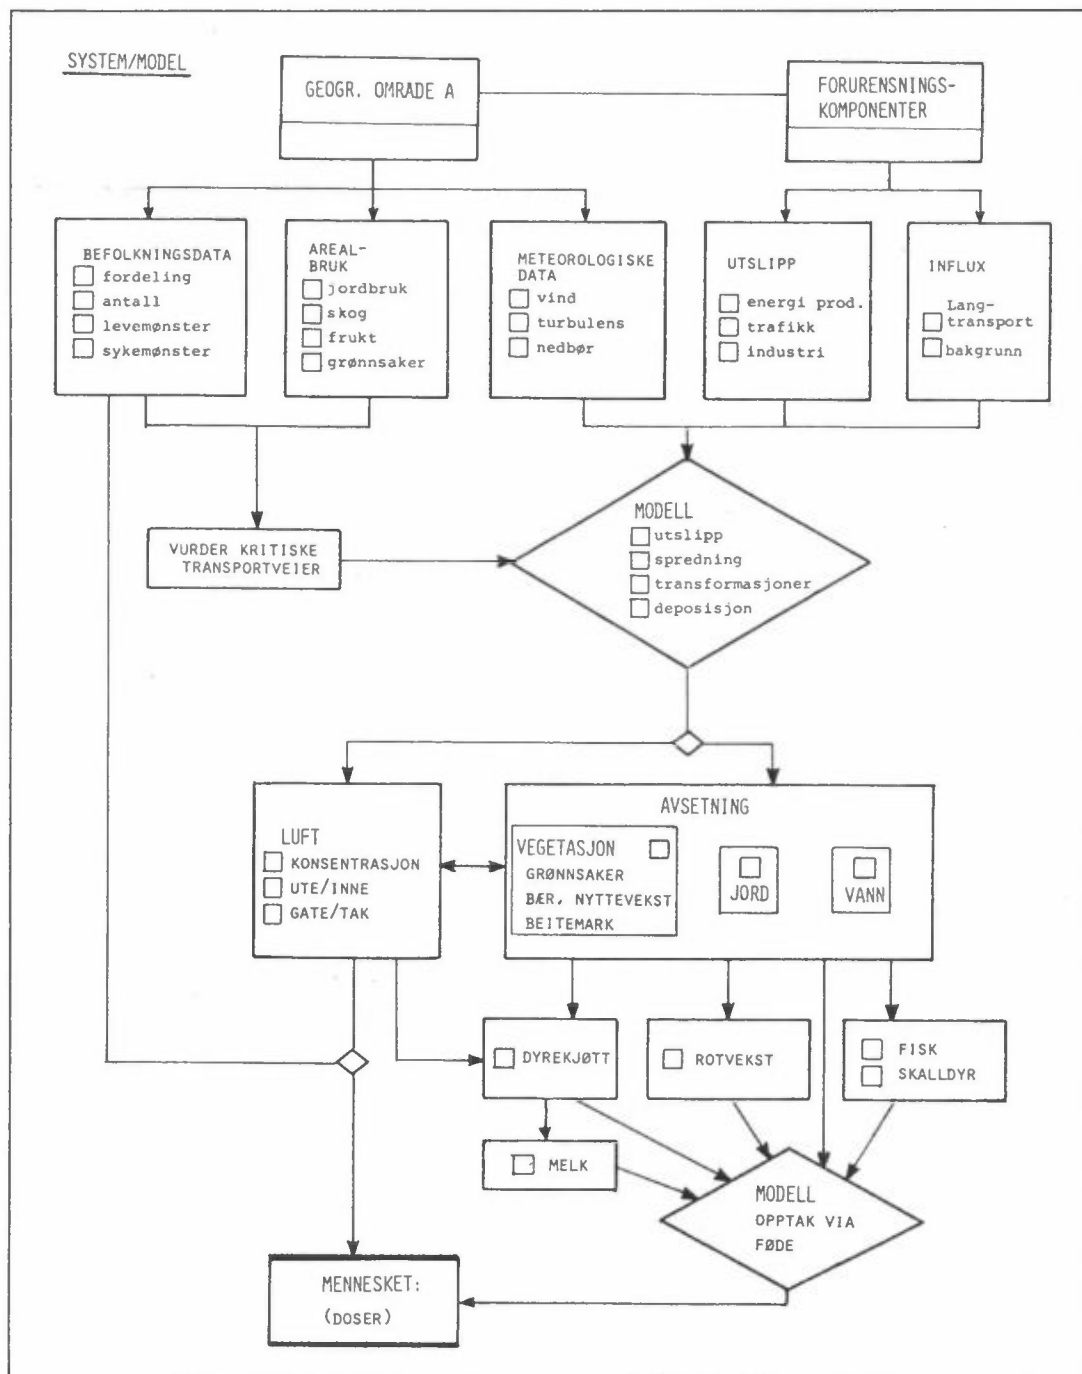 SYSTEM/MODEL
GEOGR. OMRADE A
FORURENSNINGS-
KOMPONENTER
BEFOLKNINGSDATA
fordeling
antall
levemønster
sykemønster
AREAL-
BRUK
jordbruk
skog
frukt
grønnsaker
METEOROLOGISKE
DATA
vind
turbulens
nedbør
UTSLIPP
energi prod.
trafikk
industri
INFLUX
Lang-
transport
bakgrunn
VURDER KRITISKE
TRANSPORTVEIER
MODELL
utslipp
spredning
transformasjoner
deposisjon
LUFT
KONSENTRASJON
UTE/INNE
GATE/TAK
AVSETNING
VEGETASJON
GRØNNSAKER
BÆR, NYTTEVEKST
BEITEMARK
JORD
VANN
DYREKJØTT
ROTVEKST
FISK
SKALLDYR
MELK
MODELL
OPPTAK VIA
FØDE
MENNESKET:
(DOSER)